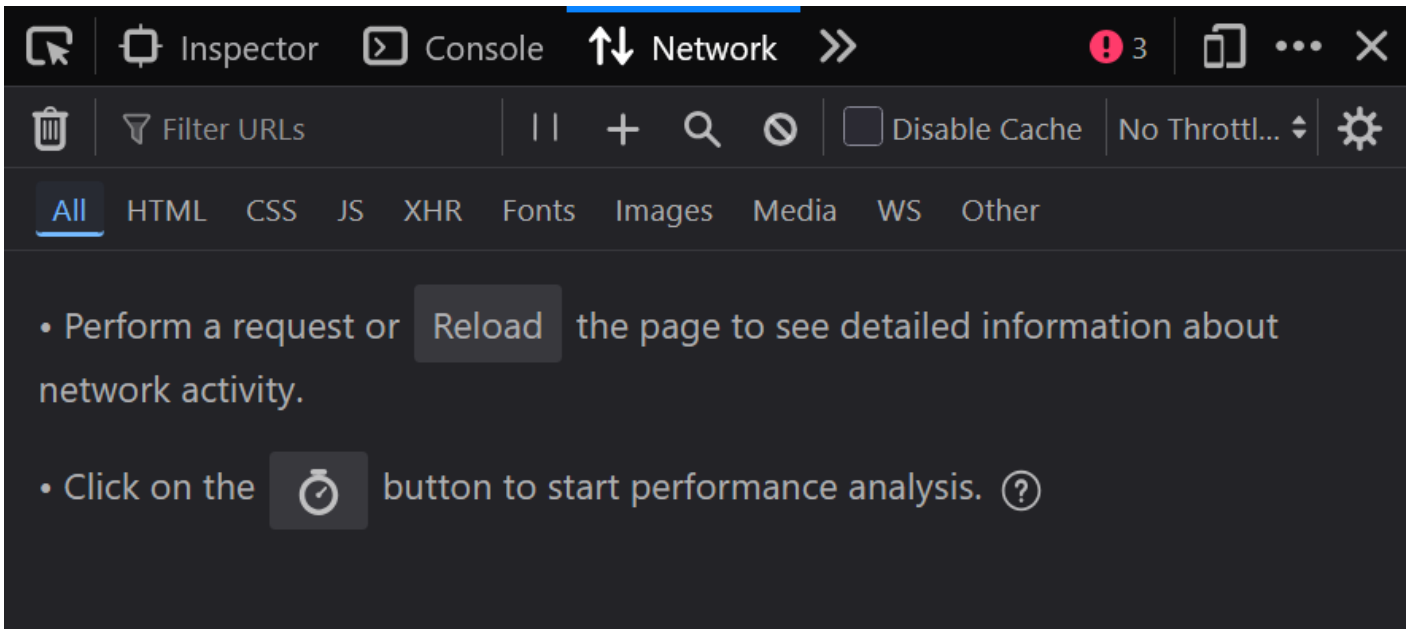 Inspector Console Network 3
Filter URLs Disable Cache No Throttl...
All HTML CSS JS XHR Fonts Images Media WS Other
• Perform a request or Reload the page to see detailed information about
network activity.
• Click on the button to start performance analysis. ?